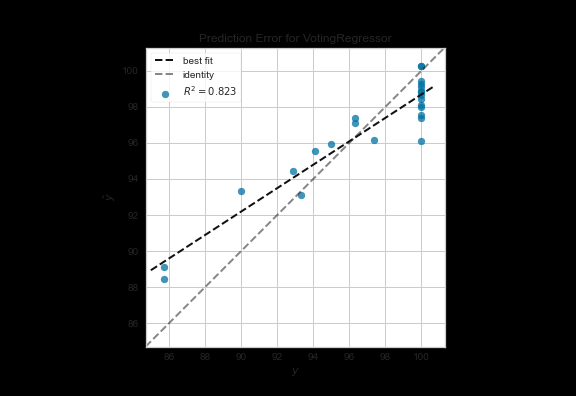 Prediction Error for VotingRegressor
best fit
identity
R² = 0.823
100
98
96
94
92
90
88
86
ŷ
86
88
90
92
94
96
98
100
y